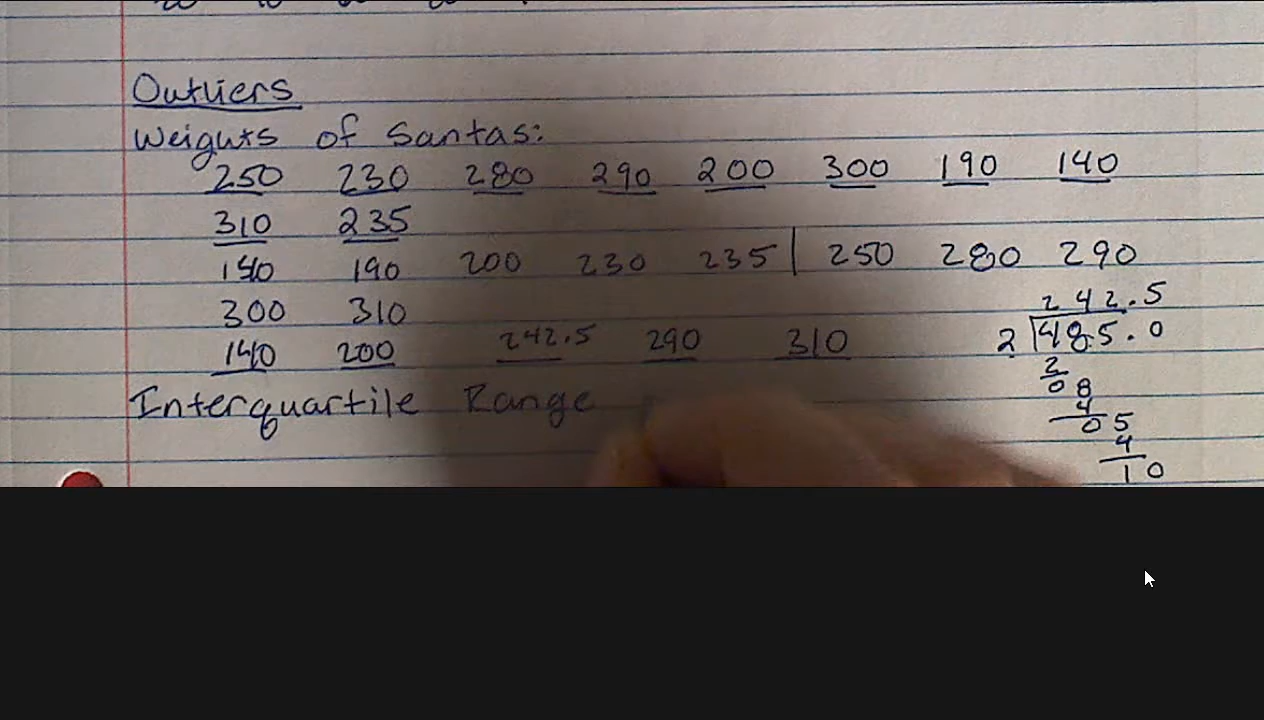 Outliers
Weights of Santas:
250 230 280 290 200 300 190 140
310 235
140 190 200 230 235 | 250 280 290
300 310
140 200 242.5 290 310
Interquartile Range
242.5
2 485.0
2
08
4
05
4
10